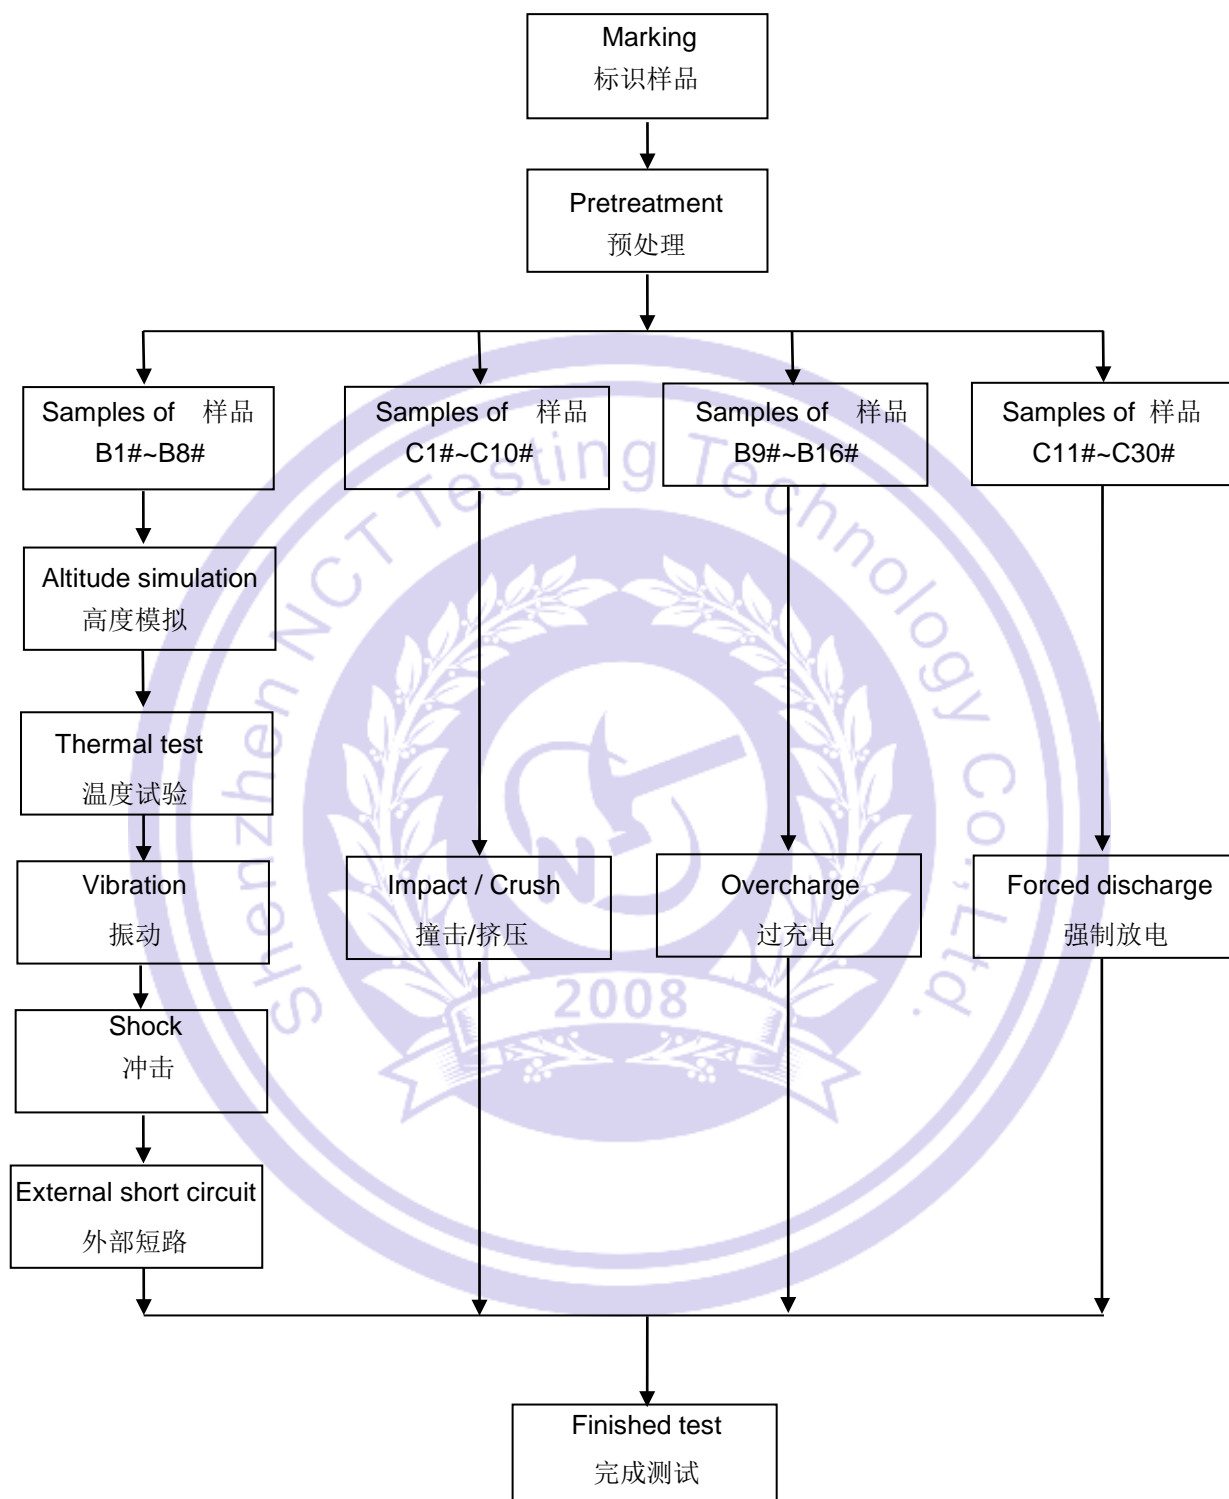 Marking
标识样品
Pretreatment
预处理
Samples of 样品
B1#~B8#
Samples of 样品
C1#~C10#
Samples of 样品
B9#~B16#
Samples of 样品
C11#~C30#
Altitude simulation
高度模拟
Thermal test
温度试验
Vibration
振动
Impact / Crush
撞击/挤压
Overcharge
过充电
Forced discharge
强制放电
Shock
冲击
External short circuit
外部短路
Finished test
完成测试
Shenzhen NCT Testing Technology Co.,Ltd.
N
2008